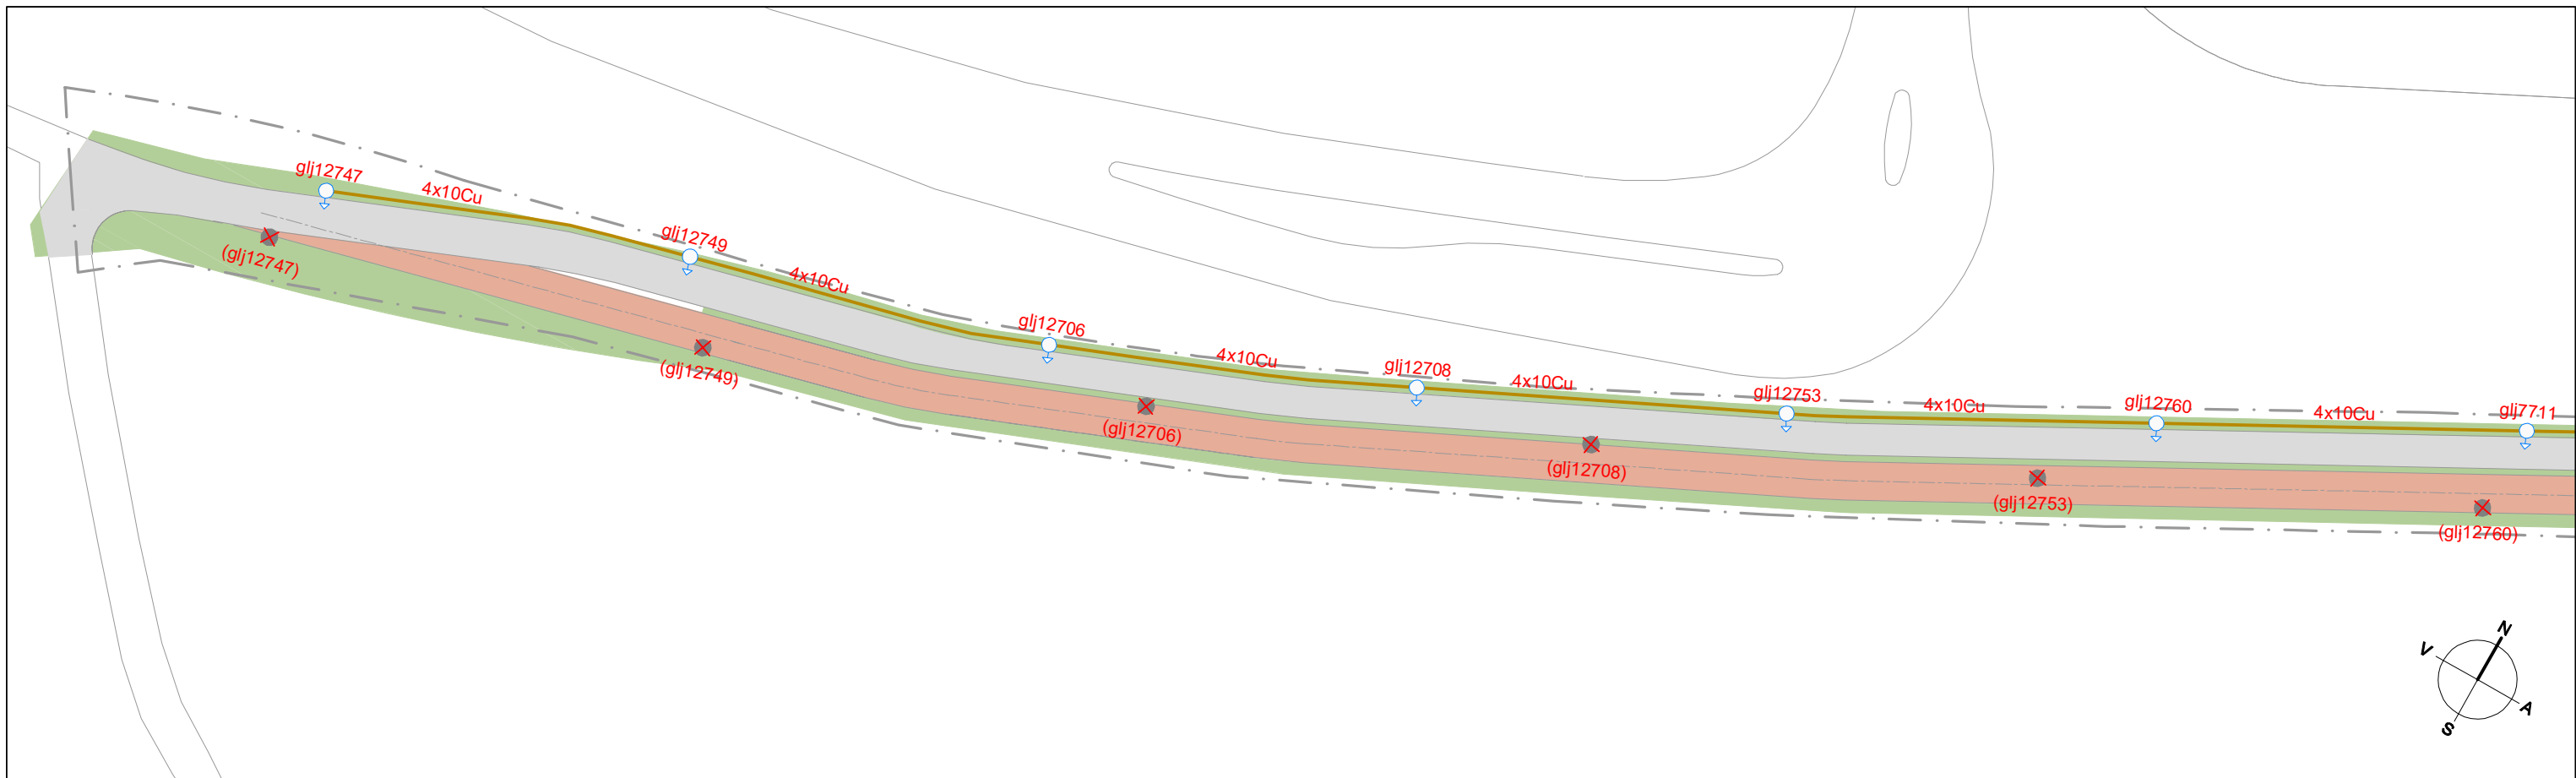 glj12747
4x10Cu
glj12749
4x10Cu
glj12706
4x10Cu
glj12708
4x10Cu
glj12753
4x10Cu
glj12760
4x10Cu
glj7711
(glj12747)
(glj12749)
(glj12706)
(glj12708)
(glj12753)
(glj12760)
N
V
A
S